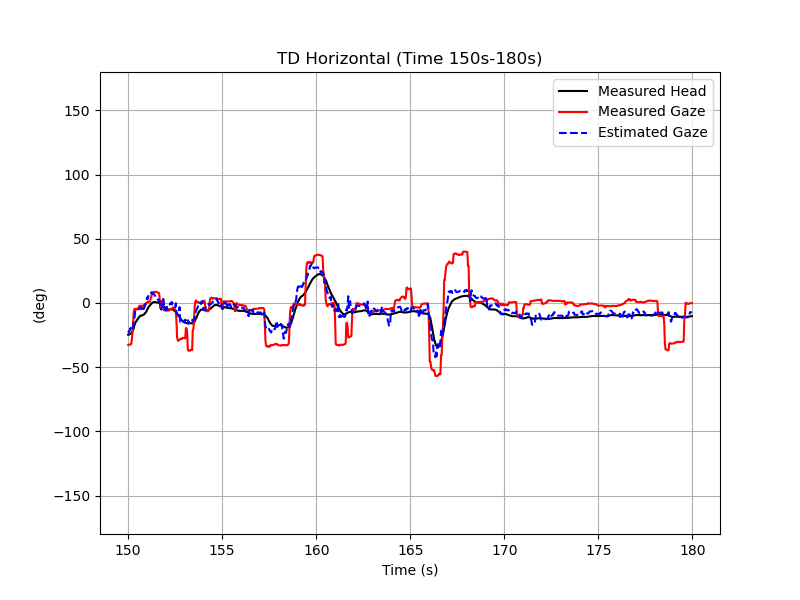 TD Horizontal (Time 150s-180s)
Measured Head
Measured Gaze
Estimated Gaze
150
100
50
0
−50
−100
−150
(deg)
150 155 160 165 170 175 180
Time (s)